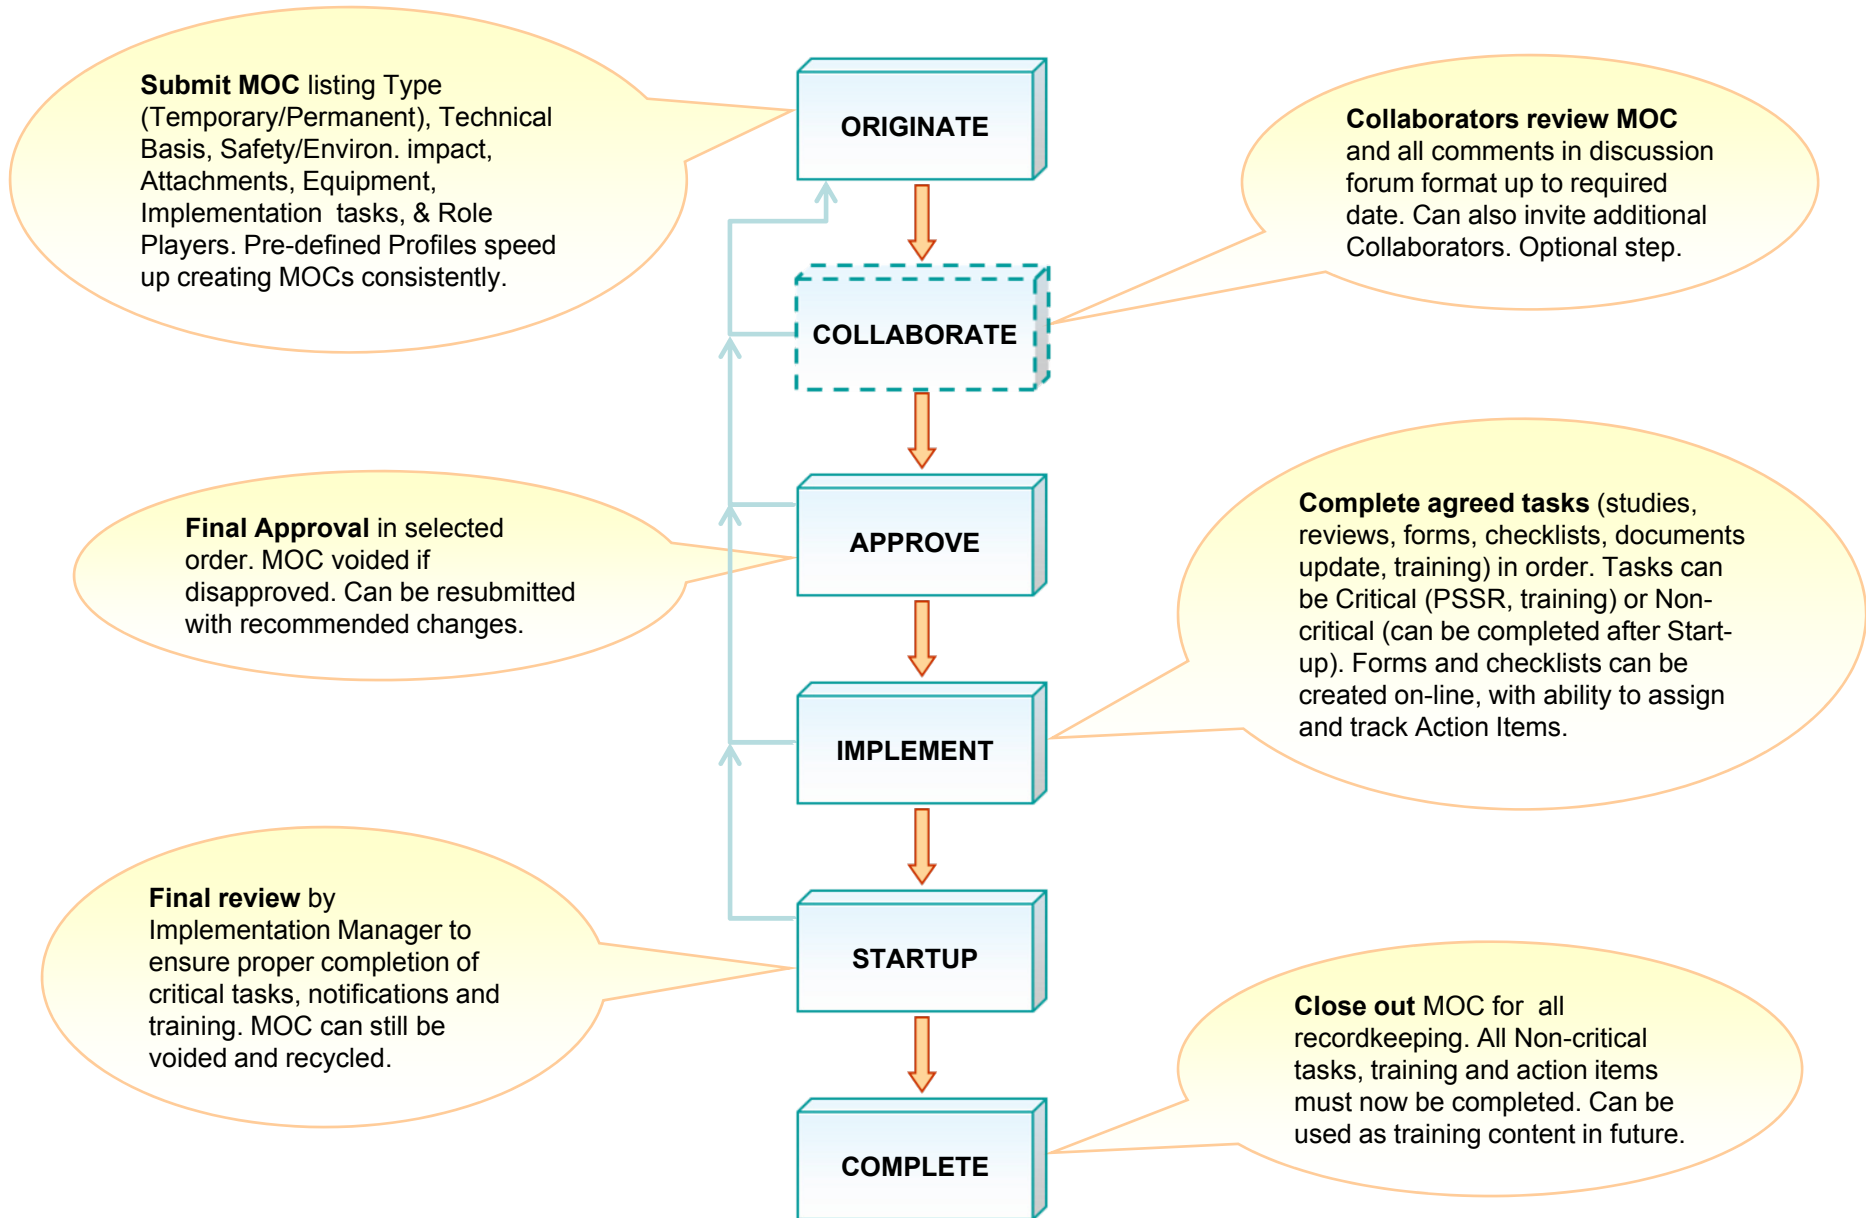 Submit MOC listing Type
(Temporary/Permanent), Technical
Basis, Safety/Environ. impact,
Attachments, Equipment,
Implementation tasks, & Role
Players. Pre-defined Profiles speed
up creating MOCs consistently.
ORIGINATE
Collaborators review MOC
and all comments in discussion
forum format up to required
date. Can also invite additional
Collaborators. Optional step.
COLLABORATE
Final Approval in selected
order. MOC voided if
disapproved. Can be resubmitted
with recommended changes.
APPROVE
Complete agreed tasks (studies,
reviews, forms, checklists, documents
update, training) in order. Tasks can
be Critical (PSSR, training) or Non-
critical (can be completed after Start-
up). Forms and checklists can be
created on-line, with ability to assign
and track Action Items.
IMPLEMENT
Final review by
Implementation Manager to
ensure proper completion of
critical tasks, notifications and
training. MOC can still be
voided and recycled.
STARTUP
Close out MOC for all
recordkeeping. All Non-critical
tasks, training and action items
must now be completed. Can be
used as training content in future.
COMPLETE